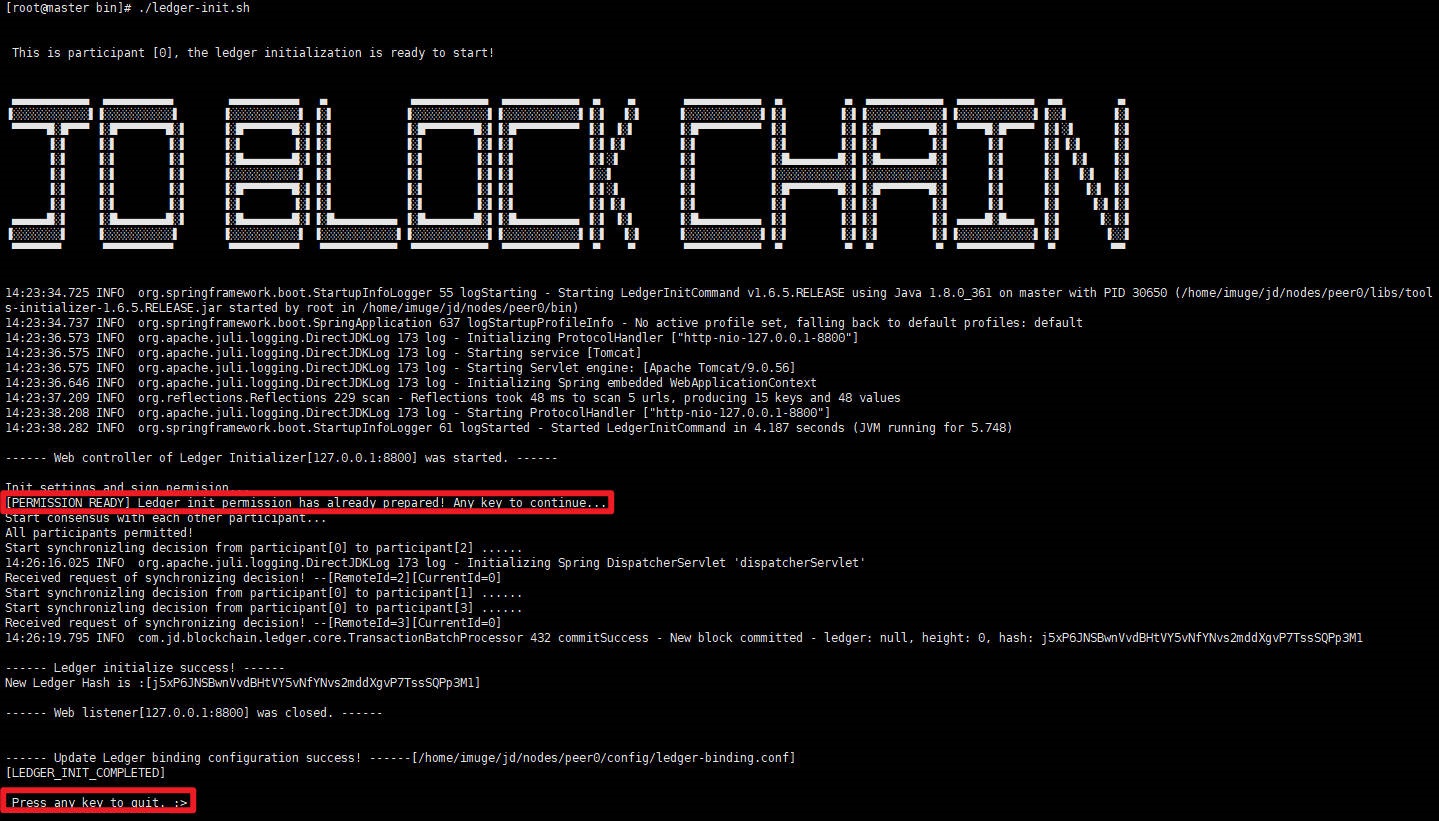 [root@master bin]# ./ledger-init.sh
This is participant [0], the ledger initialization is ready to start!
JD BLOCK CHAIN
14:23:34.725 INFO  org.springframework.boot.StartupInfoLogger 55 logStarting - Starting LedgerInitCommand v1.6.5.RELEASE using Java 1.8.0_361 on master with PID 30650 (/home/imuge/jd/nodes/peer0/libs/tool
s-initializer-1.6.5.RELEASE.jar started by root in /home/imuge/jd/nodes/peer0/bin)
14:23:34.737 INFO  org.springframework.boot.SpringApplication 637 logStartupProfileInfo - No active profile set, falling back to default profiles: default
14:23:36.573 INFO  org.apache.juli.logging.DirectJDKLog 173 log - Initializing ProtocolHandler ["http-nio-127.0.0.1-8800"]
14:23:36.575 INFO  org.apache.juli.logging.DirectJDKLog 173 log - Starting service [Tomcat]
14:23:36.575 INFO  org.apache.juli.logging.DirectJDKLog 173 log - Starting Servlet engine: [Apache Tomcat/9.0.56]
14:23:36.646 INFO  org.apache.juli.logging.DirectJDKLog 173 log - Initializing Spring embedded WebApplicationContext
14:23:37.209 INFO  org.reflections.Reflections 229 scan - Reflections took 48 ms to scan 5 urls, producing 15 keys and 48 values
14:23:38.208 INFO  org.apache.juli.logging.DirectJDKLog 173 log - Starting ProtocolHandler ["http-nio-127.0.0.1-8800"]
14:23:38.282 INFO  org.springframework.boot.StartupInfoLogger 61 logStarted - Started LedgerInitCommand in 4.187 seconds (JVM running for 5.748)
------ Web controller of Ledger Initializer[127.0.0.1:8800] was started. ------
Init settings and sign permision...
[PERMISSION READY] Ledger init permission has already prepared! Any key to continue...
Start consensus with each other participant...
All participants permitted!
Start synchronizling decision from participant[0] to participant[2] ......
14:26:16.025 INFO  org.apache.juli.logging.DirectJDKLog 173 log - Initializing Spring DispatcherServlet 'dispatcherServlet'
Received request of synchronizing decision! --[RemoteId=2][CurrentId=0]
Start synchronizling decision from participant[0] to participant[1] ......
Start synchronizling decision from participant[0] to participant[3] ......
Received request of synchronizing decision! --[RemoteId=3][CurrentId=0]
14:26:19.795 INFO  com.jd.blockchain.ledger.core.TransactionBatchProcessor 432 commitSuccess - New block committed - ledger: null, height: 0, hash: j5xP6JNSBwnVvdBHtVY5vNfYNvs2mddXgvP7TssSQPp3M1
------ Ledger initialize success! ------
New Ledger Hash is :[j5xP6JNSBwnVvdBHtVY5vNfYNvs2mddXgvP7TssSQPp3M1]
------ Web listener[127.0.0.1:8800] was closed. ------
------ Update Ledger binding configuration success! ------[/home/imuge/jd/nodes/peer0/config/ledger-binding.conf]
[LEDGER_INIT_COMPLETED]
Press any key to quit. :>